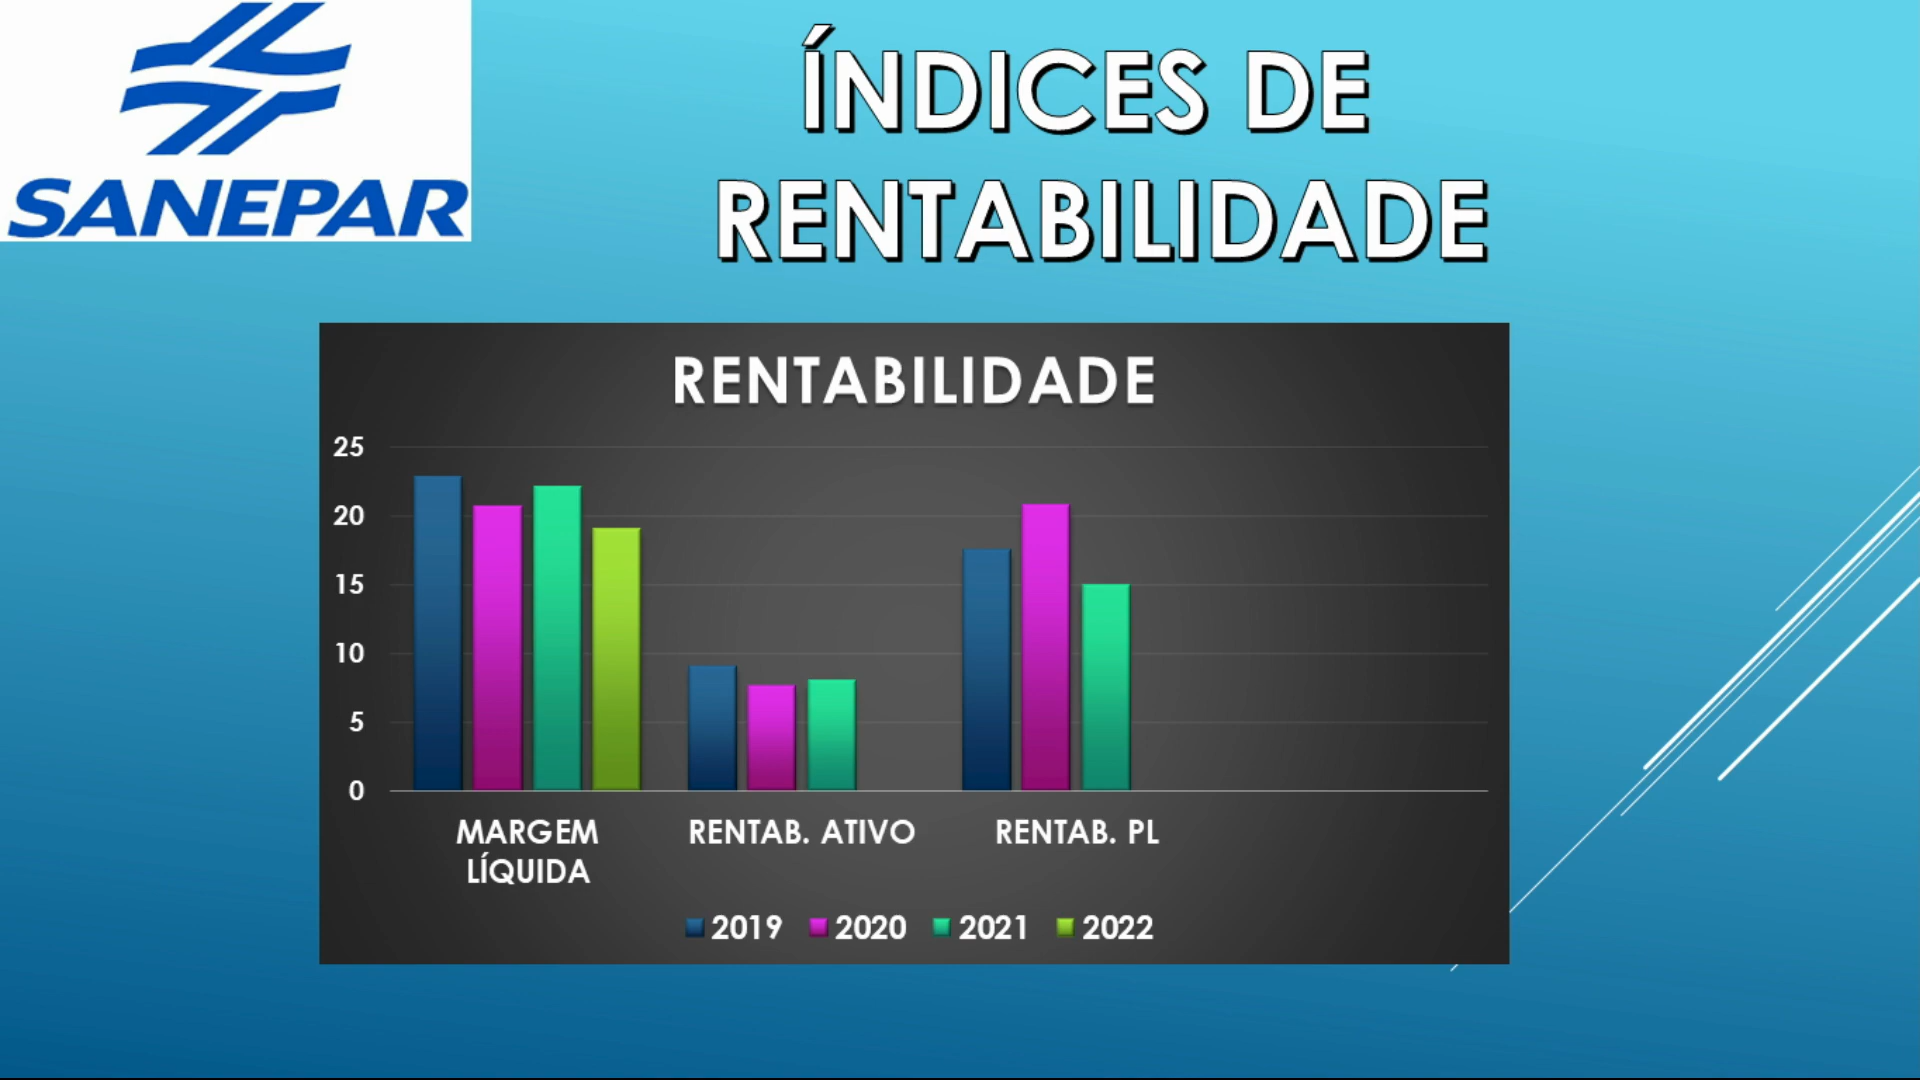 SANEPAR
ÍNDICES DE
RENTABILIDADE
RENTABILIDADE
25
20
15
10
5
0
MARGEM
LÍQUIDA
RENTAB. ATIVO
RENTAB. PL
2019 2020 2021 2022